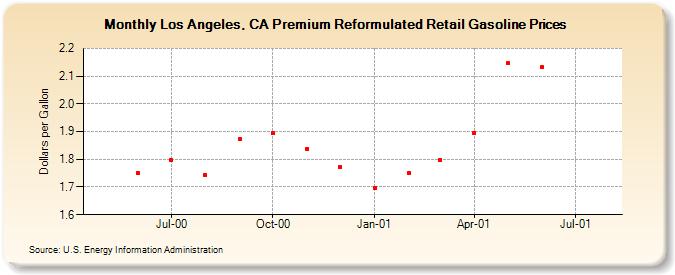 Monthly Los Angeles, CA Premium Reformulated Retail Gasoline Prices
Dollars per Gallon
2.2
2.1
2.0
1.9
1.8
1.7
1.6
Jul-00 Oct-00 Jan-01 Apr-01 Jul-01
Source: U.S. Energy Information Administration